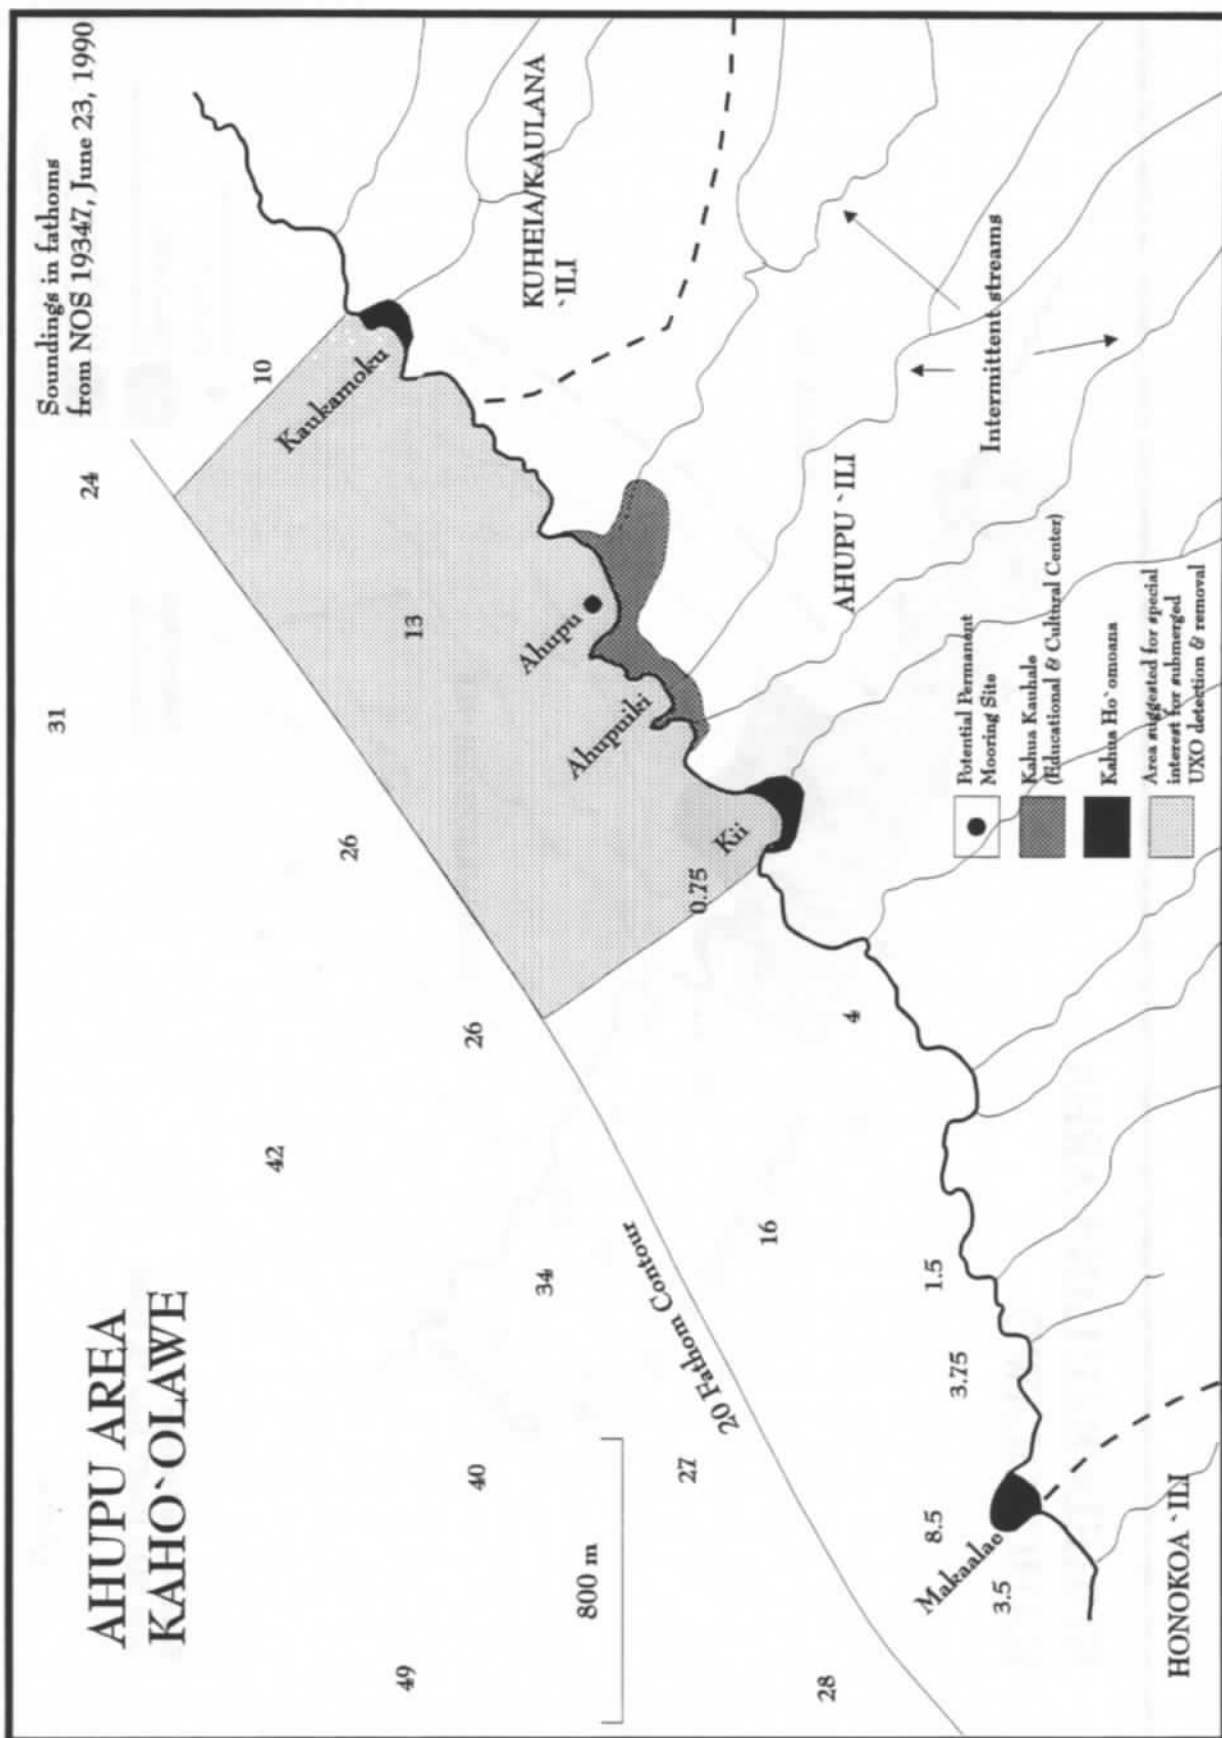 AHUPU AREA
KAHO`OLAWE
Soundings in fathoms
from NOS 19347, June 23, 1990
49
42
31
24
10
40
34
26
26
13
Kaukamoku
KUHEIA/KAULANA
`ILI
800 m
28
27
20 Fathom Contour
16
4
0.75
Kii
Ahupuiki
Ahupu
AHUPU `ILI
Intermittent streams
3.5
Makaalae
8.5
3.75
1.5
HONOKOA `ILI
Potential Permanent
Mooring Site
Kahua Kauhale
(Educational & Cultural Center)
Kahua Ho`omoana
Area suggested for special
interest for submerged
UXO detection & removal